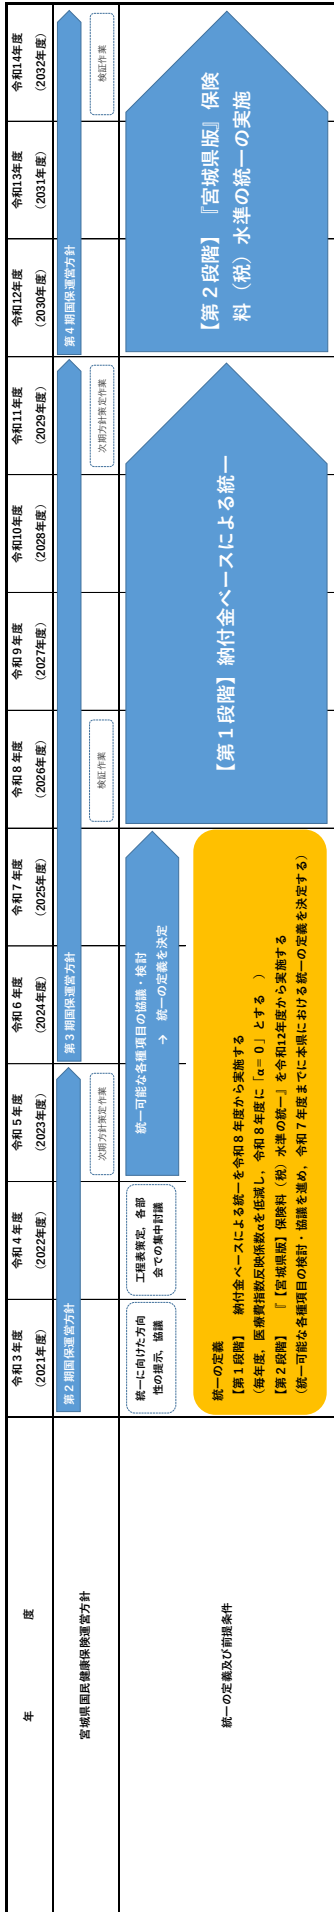 年　　度
令和３年度
（2021年度）
令和４年度
（2022年度）
令和５年度
（2023年度）
令和６年度
（2024年度）
令和７年度
（2025年度）
令和８年度
（2026年度）
令和９年度
（2027年度）
令和10年度
（2028年度）
令和11年度
（2029年度）
令和12年度
（2030年度）
令和13年度
（2031年度）
令和14年度
（2032年度）
宮城県国民健康保険運営方針
第２期国保運営方針
第３期国保運営方針
第４期国保運営方針
次期方針策定作業
検証作業
次期方針策定作業
検証作業
統一の定義及び前提条件
統一に向けた方向
性の提示，協議
工程表策定，各部
会での集中討議
統一可能な各種項目の協議・検討
→　統一の定義を決定
【第１段階】納付金ベースによる統一
【第２段階】『宮城県版』保険
料（税）水準の統一の実施
統一の定義
【第１段階】　納付金ベースによる統一を令和８年度から実施する
（毎年度，医療費指数反映係数αを低減し，令和８年度に「α＝０」とする　）
【第２段階】　『【宮城県版】保険料（税）水準の統一』を令和12年度から実施する
（統一可能な各種項目の検討・協議を進め，令和７年度までに本県における統一の定義を決定する）